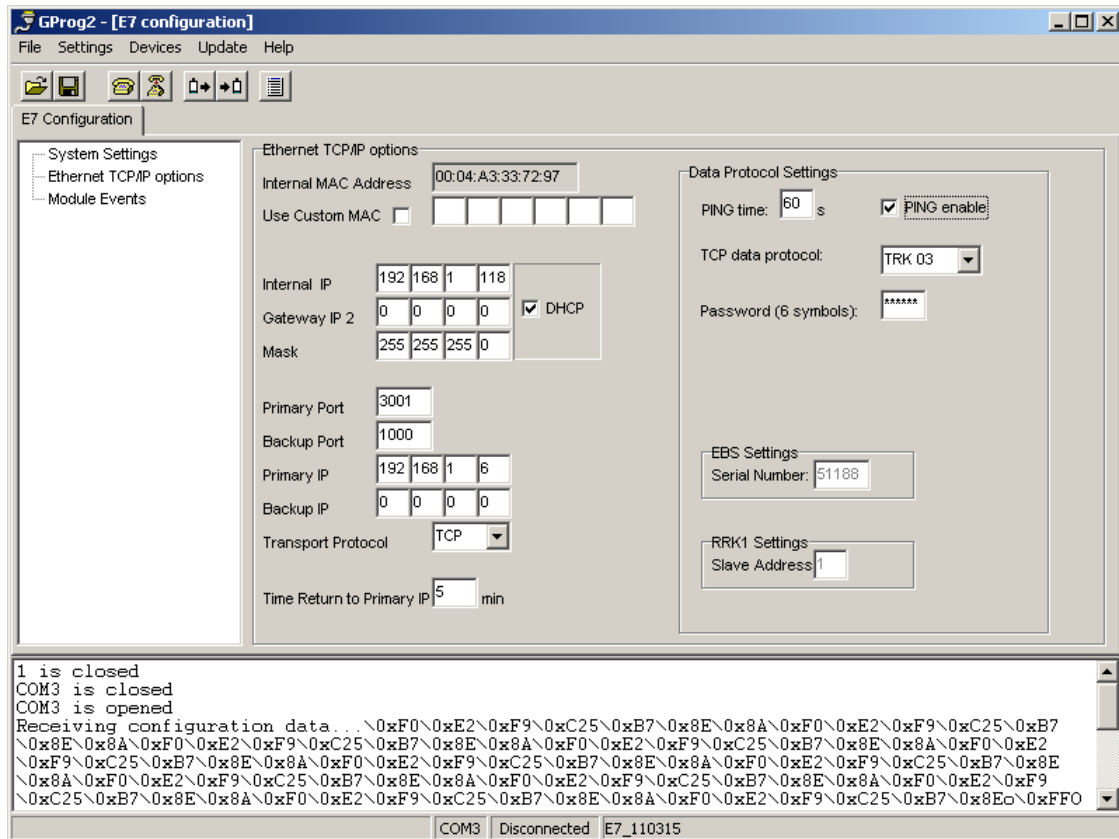 GProg2 - [E7 configuration]
File Settings Devices Update Help
E7 Configuration
System Settings
Ethernet TCP/IP options
Module Events
Ethernet TCP/IP options
Internal MAC Address 00:04:A3:33:72:97
Use Custom MAC
Internal IP 192 168 1 118
Gateway IP 2 0 0 0 0
DHCP
Mask 255 255 255 0
Primary Port 3001
Backup Port 1000
Primary IP 192 168 1 6
Backup IP 0 0 0 0
Transport Protocol TCP
Time Return to Primary IP 5 min
Data Protocol Settings
PING time: 60 s PING enable
TCP data protocol: TRK 03
Password (6 symbols): ******
EBS Settings
Serial Number: 51188
RRK1 Settings
Slave Address 1
1 is closed
COM3 is closed
COM3 is opened
Receiving configuration data...\0xF0\0xE2\0xF9\0xC25\0xB7\0x8E\0x8A\0xF0\0xE2\0xF9\0xC25\0xB7
\0x8E\0x8A\0xF0\0xE2\0xF9\0xC25\0xB7\0x8E\0x8A\0xF0\0xE2\0xF9\0xC25\0xB7\0x8E\0x8A\0xF0\0xE2
\0xF9\0xC25\0xB7\0x8E\0x8A\0xF0\0xE2\0xF9\0xC25\0xB7\0x8E\0x8A\0xF0\0xE2\0xF9\0xC25\0xB7\0x8E
\0x8A\0xF0\0xE2\0xF9\0xC25\0xB7\0x8E\0x8A\0xF0\0xE2\0xF9\0xC25\0xB7\0x8E\0x8A\0xF0\0xE2\0xF9
\0xC25\0xB7\0x8E\0x8A\0xF0\0xE2\0xF9\0xC25\0xB7\0x8E\0x8A\0xF0\0xE2\0xF9\0xC25\0xB7\0x8Eo\0xFFO
COM3 Disconnected E7_110315